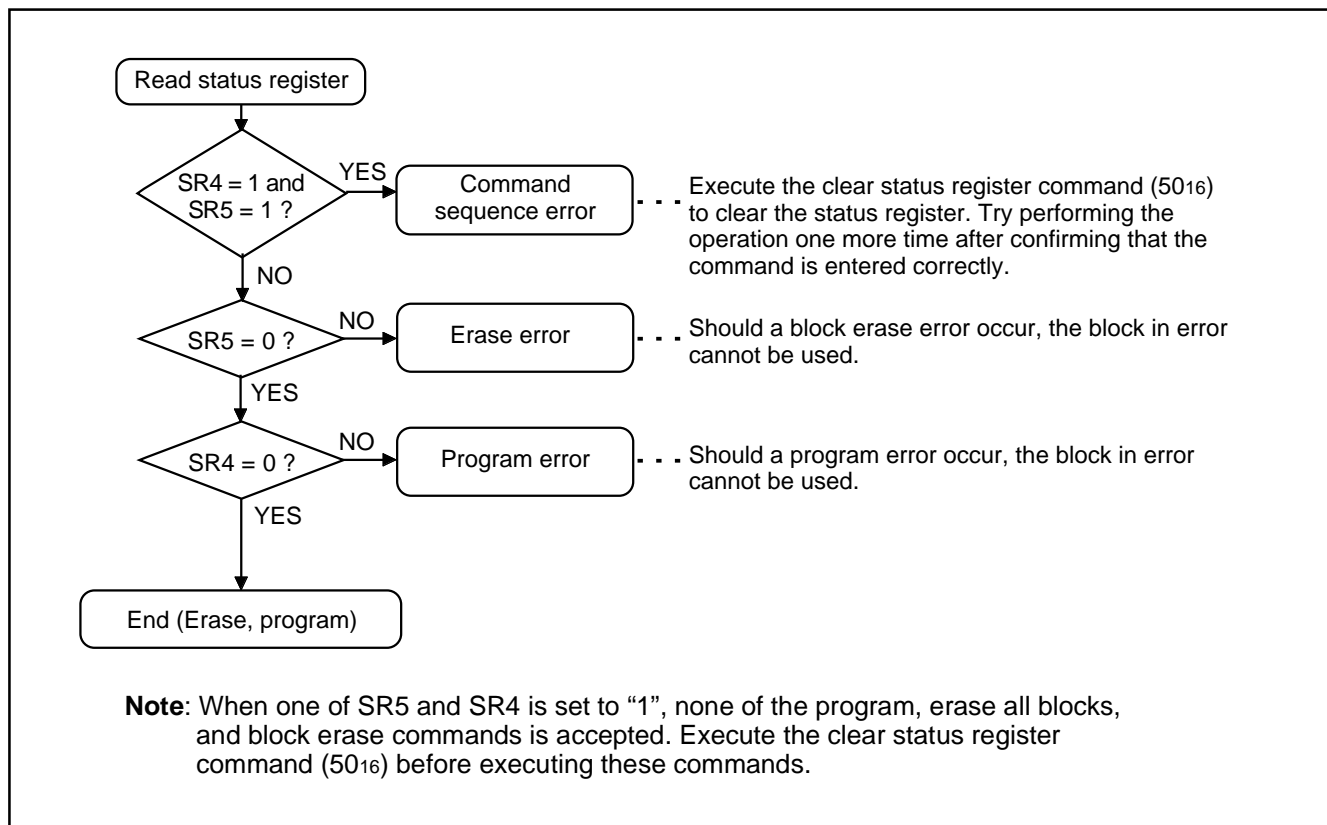 Read status register
SR4 = 1 and
SR5 = 1 ?
YES
Command
sequence error
Execute the clear status register command (5016)
to clear the status register. Try performing the
operation one more time after confirming that the
command is entered correctly.
NO
SR5 = 0 ?
NO
Erase error
Should a block erase error occur, the block in error
cannot be used.
YES
SR4 = 0 ?
NO
Program error
Should a program error occur, the block in error
cannot be used.
YES
End (Erase, program)
Note: When one of SR5 and SR4 is set to “1”, none of the program, erase all blocks,
and block erase commands is accepted. Execute the clear status register
command (5016) before executing these commands.